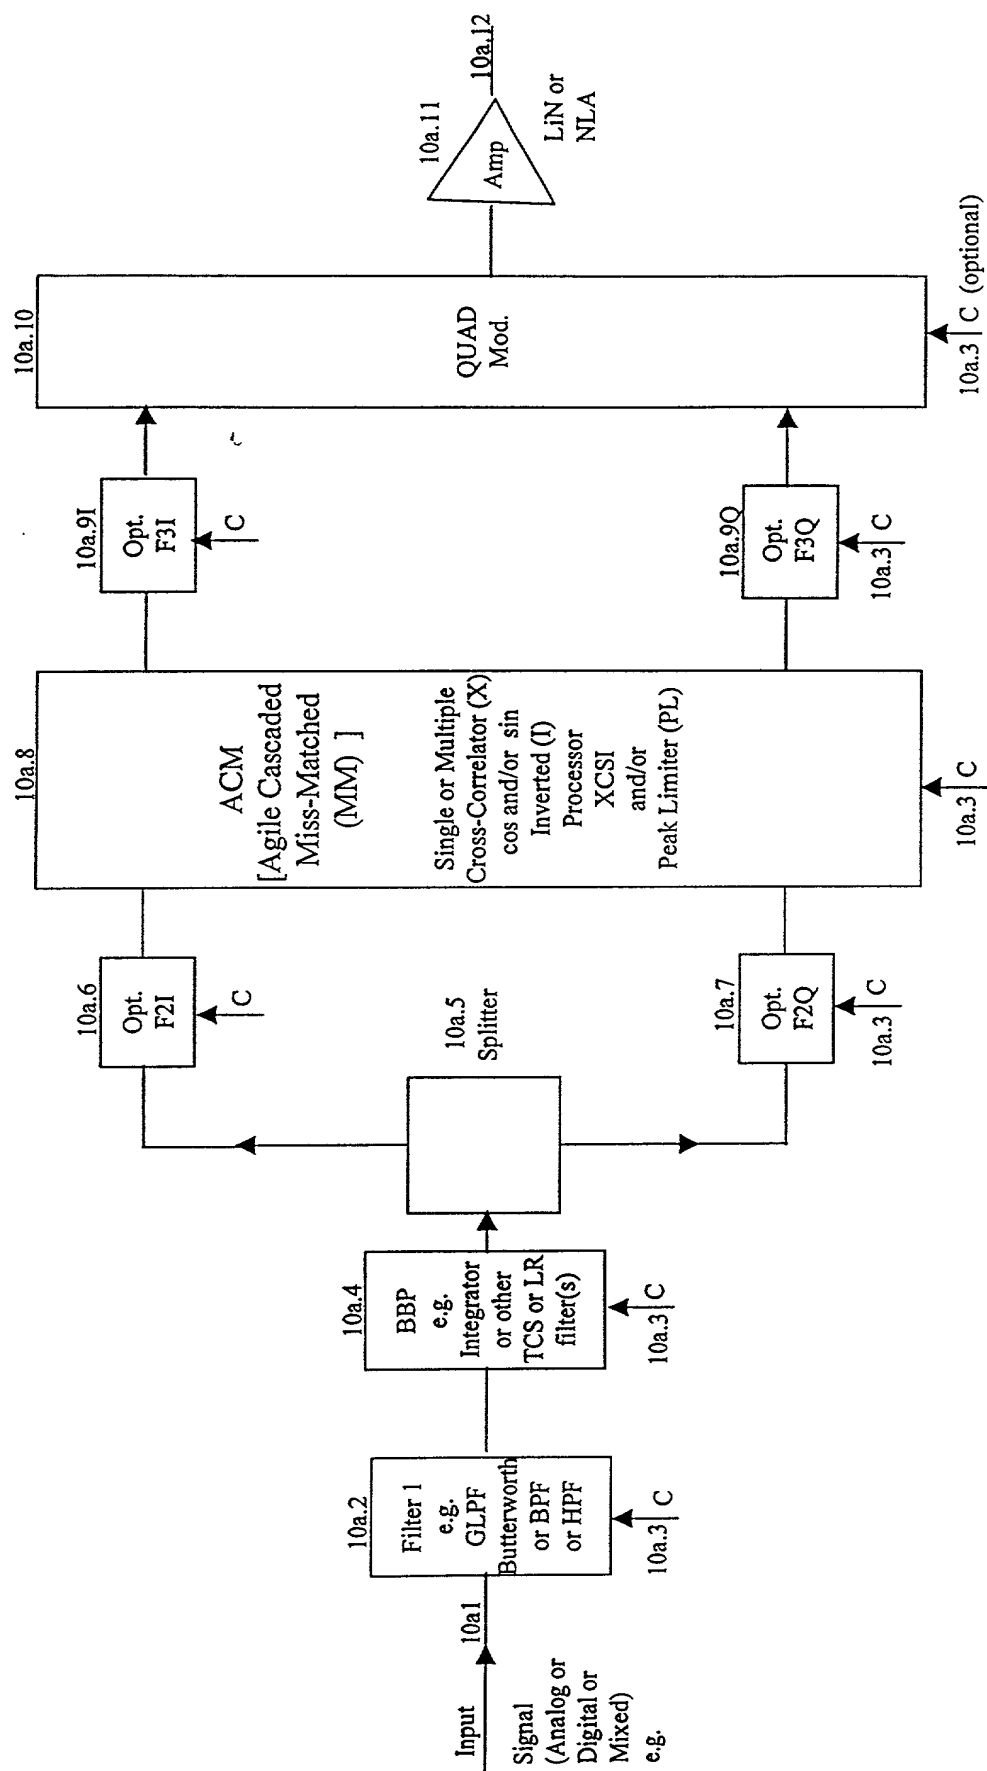 Input
10a1
Signal
(Analog or
Digital or
Mixed)
e.g.
10a.2
Filter 1
e.g.
GLPF
Butterworth
or BPF
or HPF
10a.3 C
10a.4
BBP
e.g.
Integrator
or other
TCS or LR
filter(s)
10a.3 C
10a.5
Splitter
10a.6
Opt.
F2I
C
10a.7
Opt.
F2Q
10a.3 C
10a.8
ACM
[Agile Cascaded
Miss-Matched
(MM) ]
Single or Multiple
Cross-Correlator (X)
cos and/or sin
Inverted (I)
Processor
XCSI
and/or
Peak Limiter (PL)
10a.3 C
10a.9I
Opt.
F3I
C
10a.9Q
Opt.
F3Q
10a.3 C
10a.10
QUAD
Mod.
10a.3 C (optional)
10a.11
Amp
LiN or
NLA
10a.12